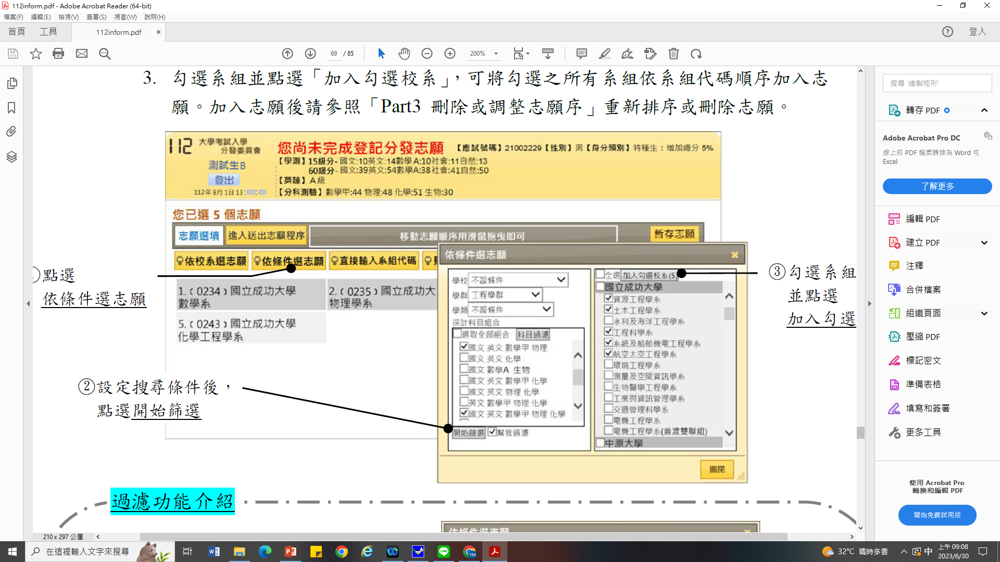 112inform.pdf - Adobe Acrobat Reader (64-bit)
檔案(F) 編輯(E) 檢視(V) 簽署(S) 視窗(W) 說明(H)
首頁 工具 112inform.pdf × 登入
69 / 85 200%
3. 勾選系組並點選「加入勾選校系」，可將勾選之所有系組依系組代碼順序加入志
願。加入志願後請參照「Part3 刪除或調整志願序」重新排序或刪除志願。
112 大學考試入學
分發委員會
測試生B
登出
112年 8月 1日 13:
您尚未完成登記分發志願 【應試號碼】21002229【性別】男【身分類別】特種生：增加總分 5%
【學測】15級分- 國文:10英文:14數學A:10社會:11自然:13
60級分- 國文:39英文:54數學A:38社會:41自然:50
【英聽】A 級
【分科測驗】數學甲:44 物理:48 化學:51 生物:30
您已選 5 個志願
志願選填 進入送出志願程序 移動志願順序用滑鼠拖曳即可 暫存志願
依校系選志願 依條件選志願 直接輸入系組代碼
1.﹝0234﹞國立成功大學
數學系
2.﹝0235﹞國立成功大
物理學系
5.﹝0243﹞國立成功大學
化學工程學系
點選
依條件選志願
②設定搜尋條件後，
點選開始篩選
③勾選系組
並點選
加入勾選
依條件選志願
學校 不設條件
學群 工程學群
學類 不設條件
採計科目組合
選取全部組合 科目過濾
國文 英文 數學甲 物理
國文 英文 化學
國文 數學A 生物
國文 英文 數學甲 化學
國文 英文 物理 化學
英文 數學甲 物理 化學
國文 英文 數學甲 物理 化學
開始篩選 幫我過濾
全選 加入勾選校系(5)
國立成功大學
資源工程學系
土木工程學系
水利及海洋工程學系
工程科學系
系統及船舶機電工程學系
航空太空工程學系
環境工程學系
測量及空間資訊學系
生物醫學工程學系
工業與資訊管理學系
交通管理科學系
電機工程學系
電機工程學系(普渡雙聯組)
中原大學
關閉
過濾功能介紹
依條件選志願
210 x 297 公厘
搜尋 '繪製矩形'
轉存 PDF
Adobe Acrobat Pro DC
線上將 PDF 檔案轉換為 Word 或
Excel
了解更多
編輯 PDF
建立 PDF
注釋
合併檔案
組織頁面
壓縮 PDF
標記密文
準備表格
填寫和簽署
更多工具
使用 Acrobat Pro
轉換和編輯 PDF
開始免費試用版
在這裡輸入文字來搜尋
32°C 晴時多雲 中 上午 09:08
2023/6/30